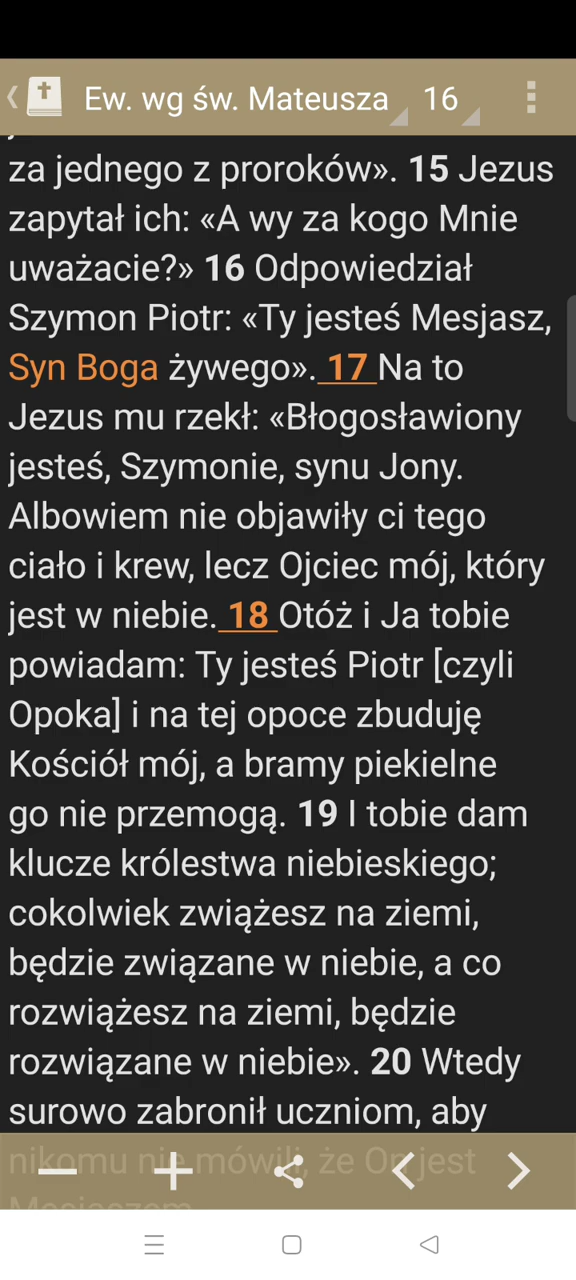 Ew. wg św. Mateusza 16
za jednego z proroków». 15 Jezus
zapytał ich: «A wy za kogo Mnie
uważacie?» 16 Odpowiedział
Szymon Piotr: «Ty jesteś Mesjasz,
Syn Boga żywego». 17 Na to
Jezus mu rzekł: «Błogosławiony
jesteś, Szymonie, synu Jony.
Albowiem nie objawiły ci tego
ciało i krew, lecz Ojciec mój, który
jest w niebie. 18 Otóż i Ja tobie
powiadam: Ty jesteś Piotr [czyli
Opoka] i na tej opoce zbuduję
Kościół mój, a bramy piekielne
go nie przemogą. 19 I tobie dam
klucze królestwa niebieskiego;
cokolwiek zwiążesz na ziemi,
będzie związane w niebie, a co
rozwiążesz na ziemi, będzie
rozwiązane w niebie». 20 Wtedy
surowo zabronił uczniom, aby
nikomu nie mówili, że On jest
Mesjaszem